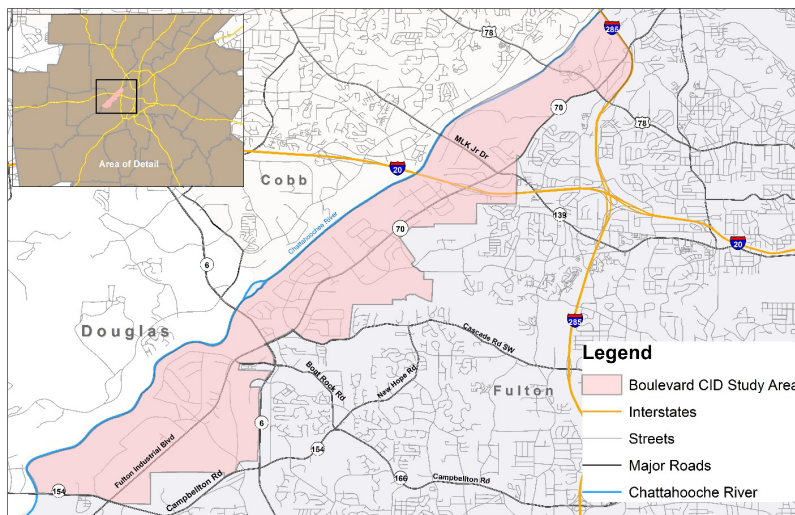 286
78
70
78
MLK Jr Dr
Area of Detail
20
Cobb
139
Chattahoochee River
70
20
6
285
Douglas
Cascade Rd SW
Legend
Boat Rock Rd
New Hope Rd
Fulton
Boulevard CID Study Area
Interstates
6
Streets
Fulton Industrial Blvd
154
Major Roads
Campbellton Rd
166
Campbellton Rd
154
Chattahooche River